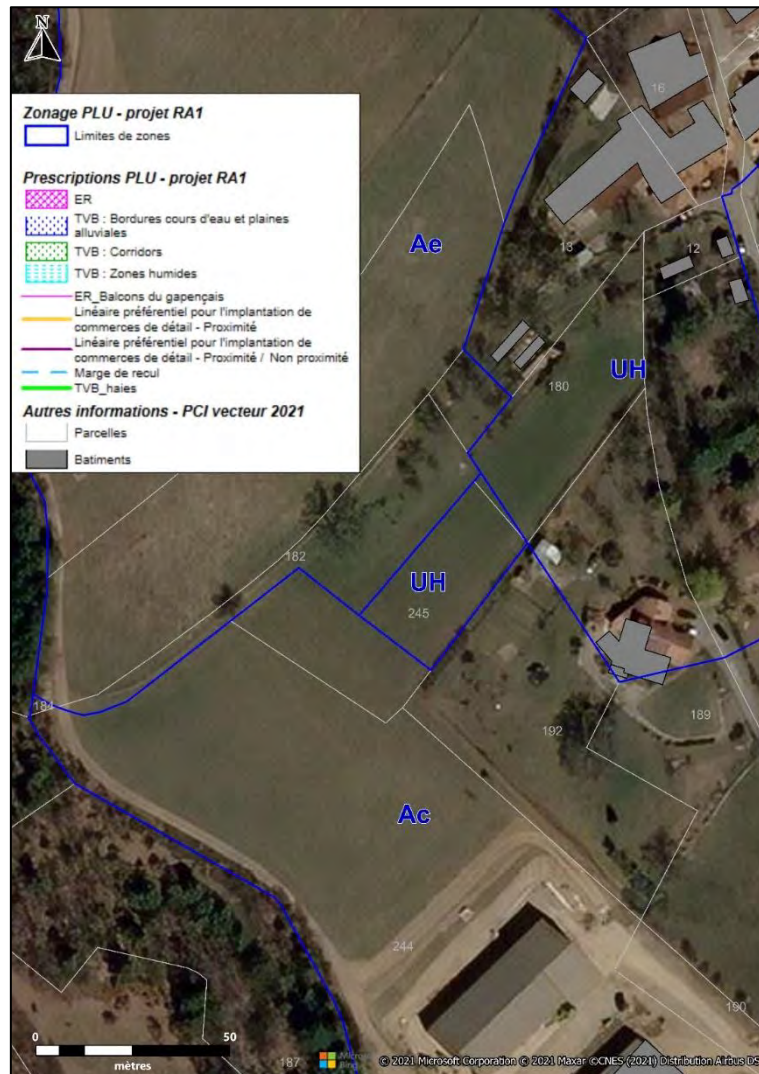 N
Zonage PLU - projet RA1
Limites de zones
Prescriptions PLU - projet RA1
ER
TVB : Bordures cours d'eau et plaines
alluviales
TVB : Corridors
TVB : Zones humides
ER_Balcons du gapençais
Linéaire préférentiel pour l'implantation de
commerces de détail - Proximité
Linéaire préférentiel pour l'implantation de
commerces de détail - Proximité / Non proximité
Marge de recul
TVB_haies
Autres informations - PCI vecteur 2021
Parcelles
Batiments
16
Ae
13
12
UH
180
182
UH
245
184
192
189
Ac
244
190
0
50
mètres
187
Bing
© 2021 Microsoft Corporation © 2021 Maxar ©CNES (2021) Distribution Airbus DS